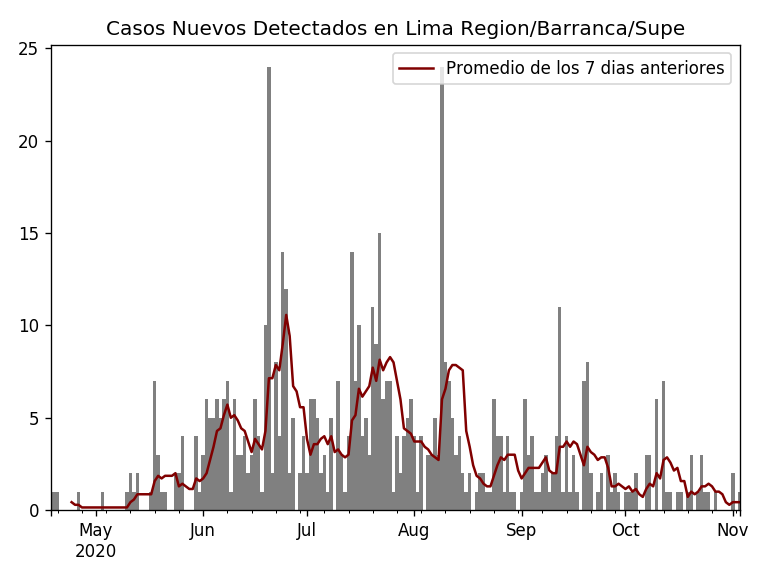 Casos Nuevos Detectados en Lima Region/Barranca/Supe
Promedio de los 7 dias anteriores
25
20
15
10
5
0
May Jun Jul Aug Sep Oct Nov
2020